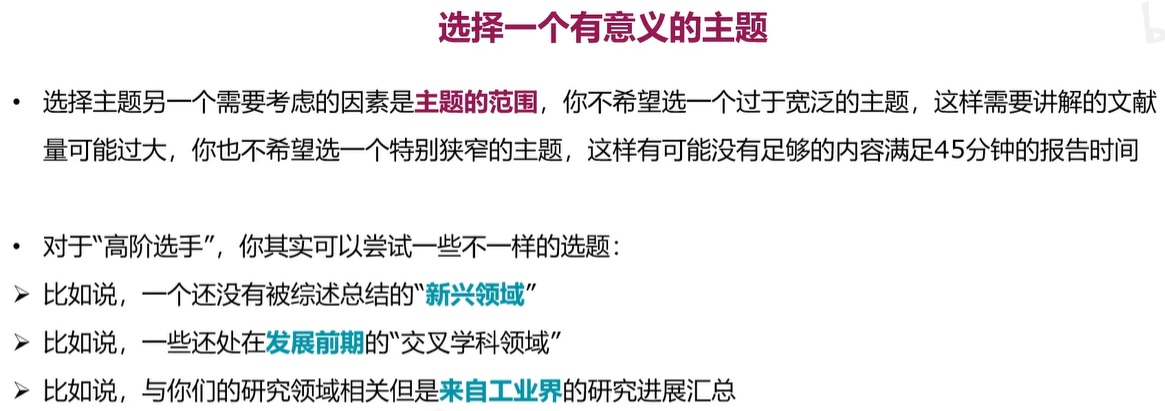 选择一个有意义的主题
• 选择主题另一个需要考虑的因素是主题的范围，你不希望选一个过于宽泛的主题，这样需要讲解的文献
量可能过大，你也不希望选一个特别狭窄的主题，这样有可能没有足够的内容满足45分钟的报告时间
• 对于“高阶选手”，你其实可以尝试一些不一样的选题：
➢ 比如说，一个还没有被综述总结的“新兴领域”
➢ 比如说，一些还处在发展前期的“交叉学科领域”
➢ 比如说，与你们的研究领域相关但是来自工业界的研究进展汇总